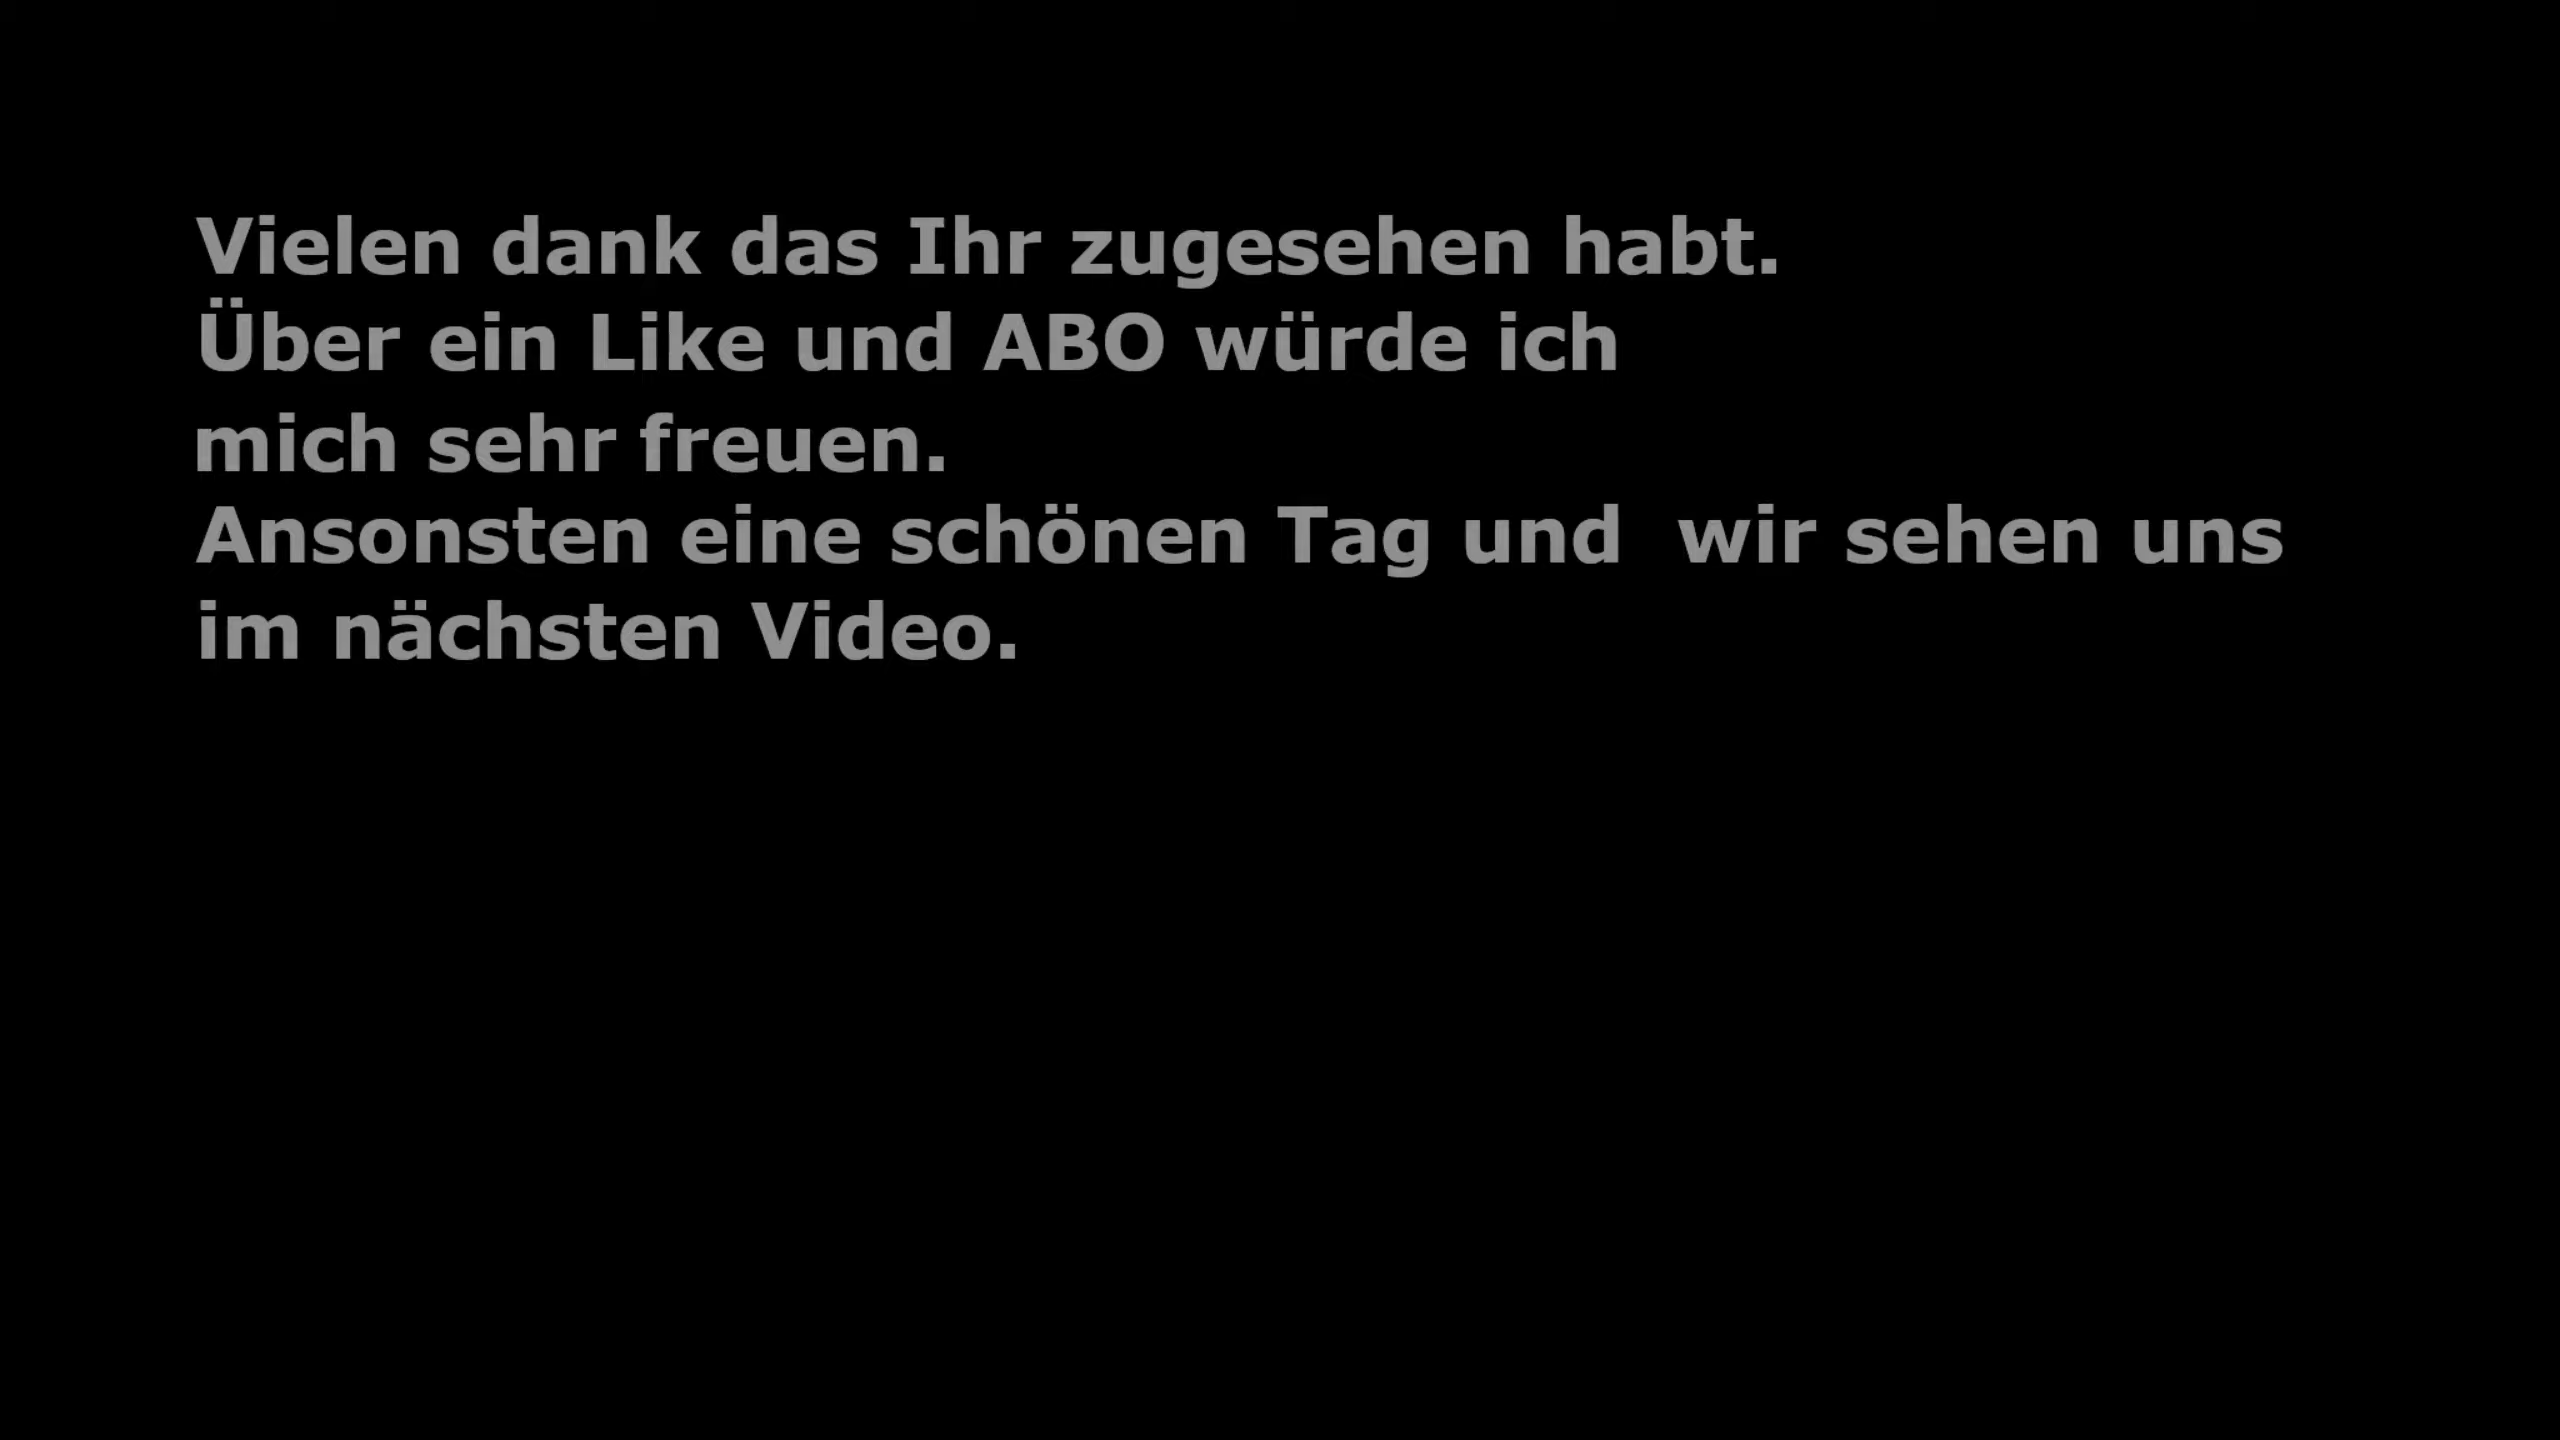 Vielen dank das Ihr zugesehen habt.
Über ein Like und ABO würde ich
mich sehr freuen.
Ansonsten eine schönen Tag und  wir sehen uns
im nächsten Video.